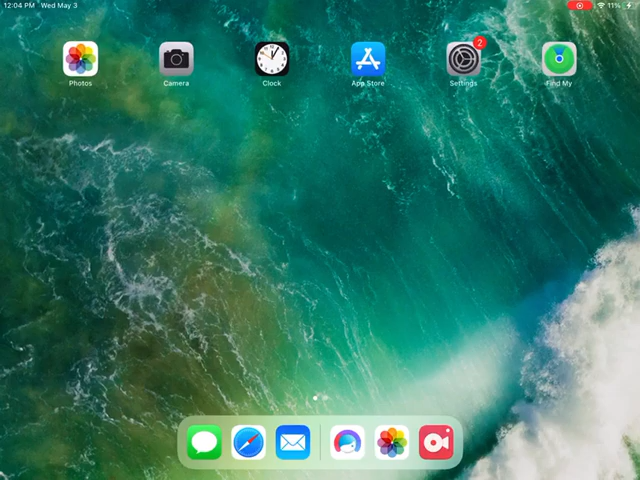 12:04 PM Wed May 3
11%
2
Photos
Camera
Clock
App Store
Settings
Find My